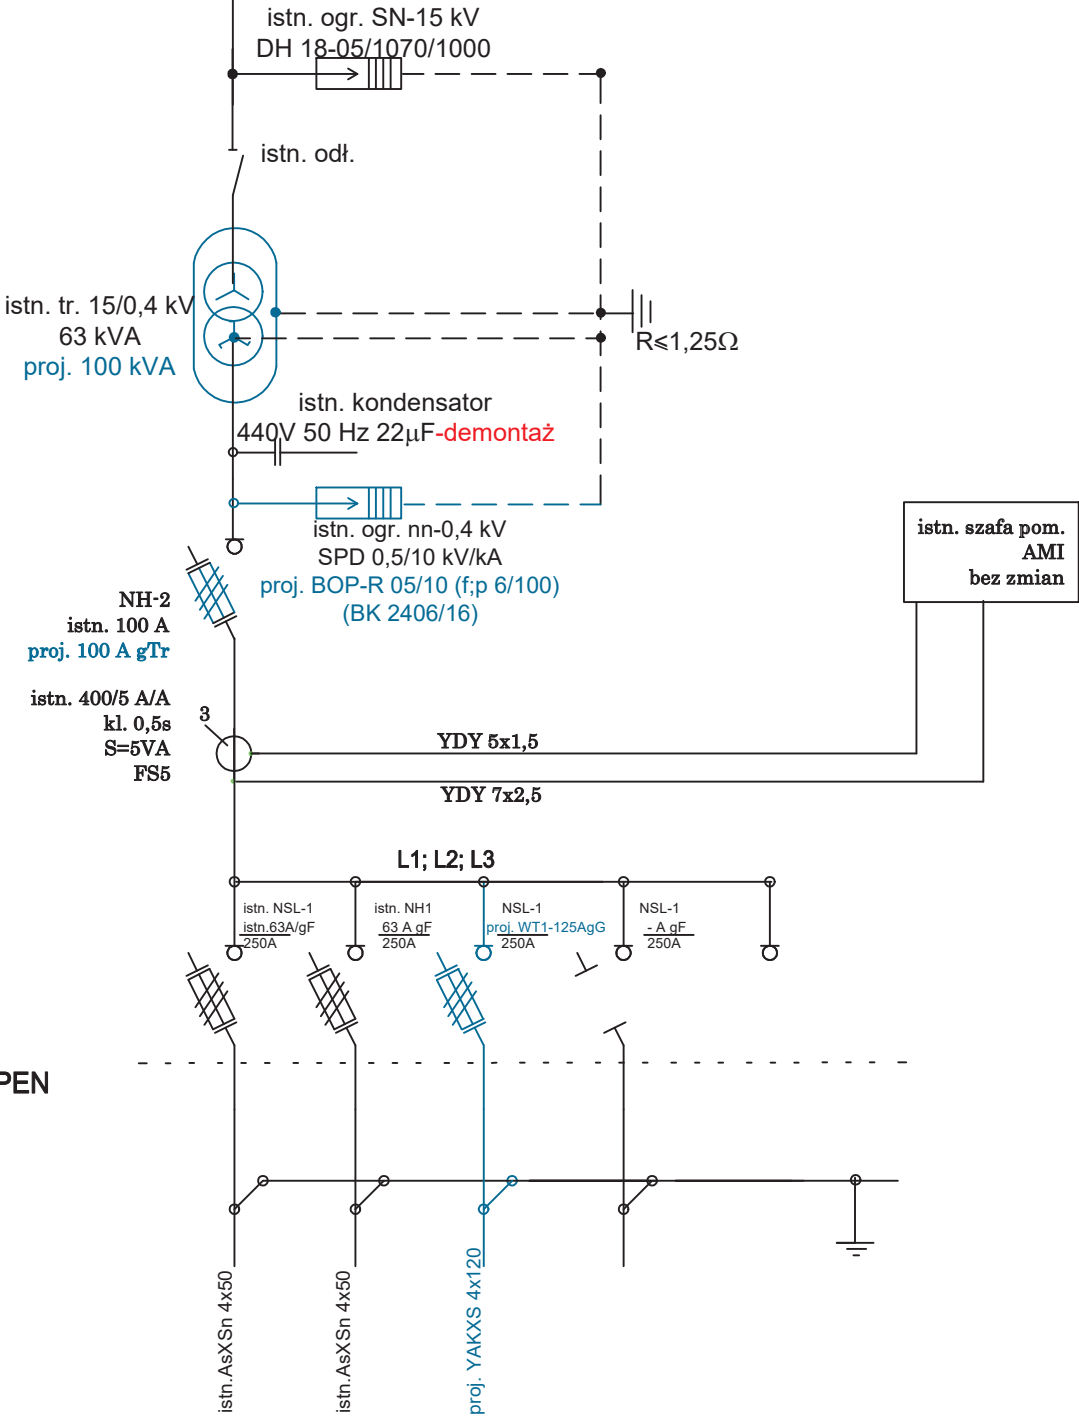 istn. ogr. SN-15 kV
DH 18-05/1070/1000
istn. odł.
istn. tr. 15/0,4 kV
63 kVA
proj. 100 kVA
R⩽1,25Ω
istn. kondensator
440V 50 Hz 22µF-demontaż
istn. ogr. nn-0,4 kV
SPD 0,5/10 kV/kA
proj. BOP-R 05/10 (f;p 6/100)
(BK 2406/16)
istn. szafa pom.
AMI
bez zmian
NH-2
istn. 100 A
proj. 100 A gTr
istn. 400/5 A/A
kl. 0,5s
S=5VA
FS5
3
YDY 5x1,5
YDY 7x2,5
L1; L2; L3
istn. NSL-1
istn.63A/gF
250A
istn. NH1
63 A gF
250A
NSL-1
proj. WT1-125AgG
250A
NSL-1
- A gF
250A
PEN
istn.AsXSn 4x50
istn.AsXSn 4x50
proj. YAKXS 4x120